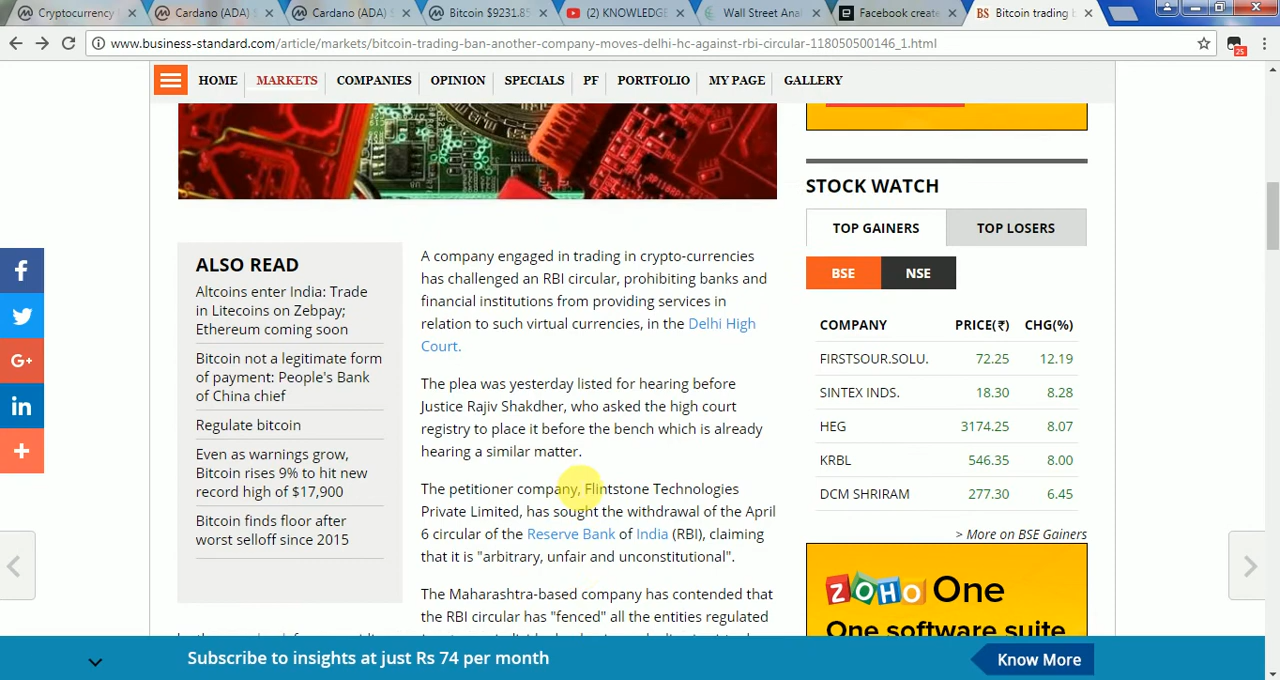 Cryptocurrency
Cardano (ADA) $
Cardano (ADA) $
Bitcoin $9231.85
(2) KNOWLEDGE
Wall Street Ana
Facebook create
BS Bitcoin trading b
www.business-standard.com/article/markets/bitcoin-trading-ban-another-company-moves-delhi-hc-against-rbi-circular-118050500146_1.html
25
HOME MARKETS COMPANIES OPINION SPECIALS PF PORTFOLIO MY PAGE GALLERY
ALSO READ
Altcoins enter India: Trade
in Litecoins on Zebpay;
Ethereum coming soon
Bitcoin not a legitimate form
of payment: People's Bank
of China chief
Regulate bitcoin
Even as warnings grow,
Bitcoin rises 9% to hit new
record high of $17,900
Bitcoin finds floor after
worst selloff since 2015
A company engaged in trading in crypto-currencies
has challenged an RBI circular, prohibiting banks and
financial institutions from providing services in
relation to such virtual currencies, in the Delhi High
Court.
The plea was yesterday listed for hearing before
Justice Rajiv Shakdher, who asked the high court
registry to place it before the bench which is already
hearing a similar matter.
The petitioner company, Flintstone Technologies
Private Limited, has sought the withdrawal of the April
6 circular of the Reserve Bank of India (RBI), claiming
that it is "arbitrary, unfair and unconstitutional".
The Maharashtra-based company has contended that
the RBI circular has "fenced" all the entities regulated
STOCK WATCH
TOP GAINERS TOP LOSERS
BSE NSE
COMPANY PRICE(₹) CHG(%)
FIRSTSOUR.SOLU. 72.25 12.19
SINTEX INDS. 18.30 8.28
HEG 3174.25 8.07
KRBL 546.35 8.00
DCM SHRIRAM 277.30 6.45
> More on BSE Gainers
ZOHO One
One software suite
f
G+
in
Subscribe to insights at just Rs 74 per month
Know More